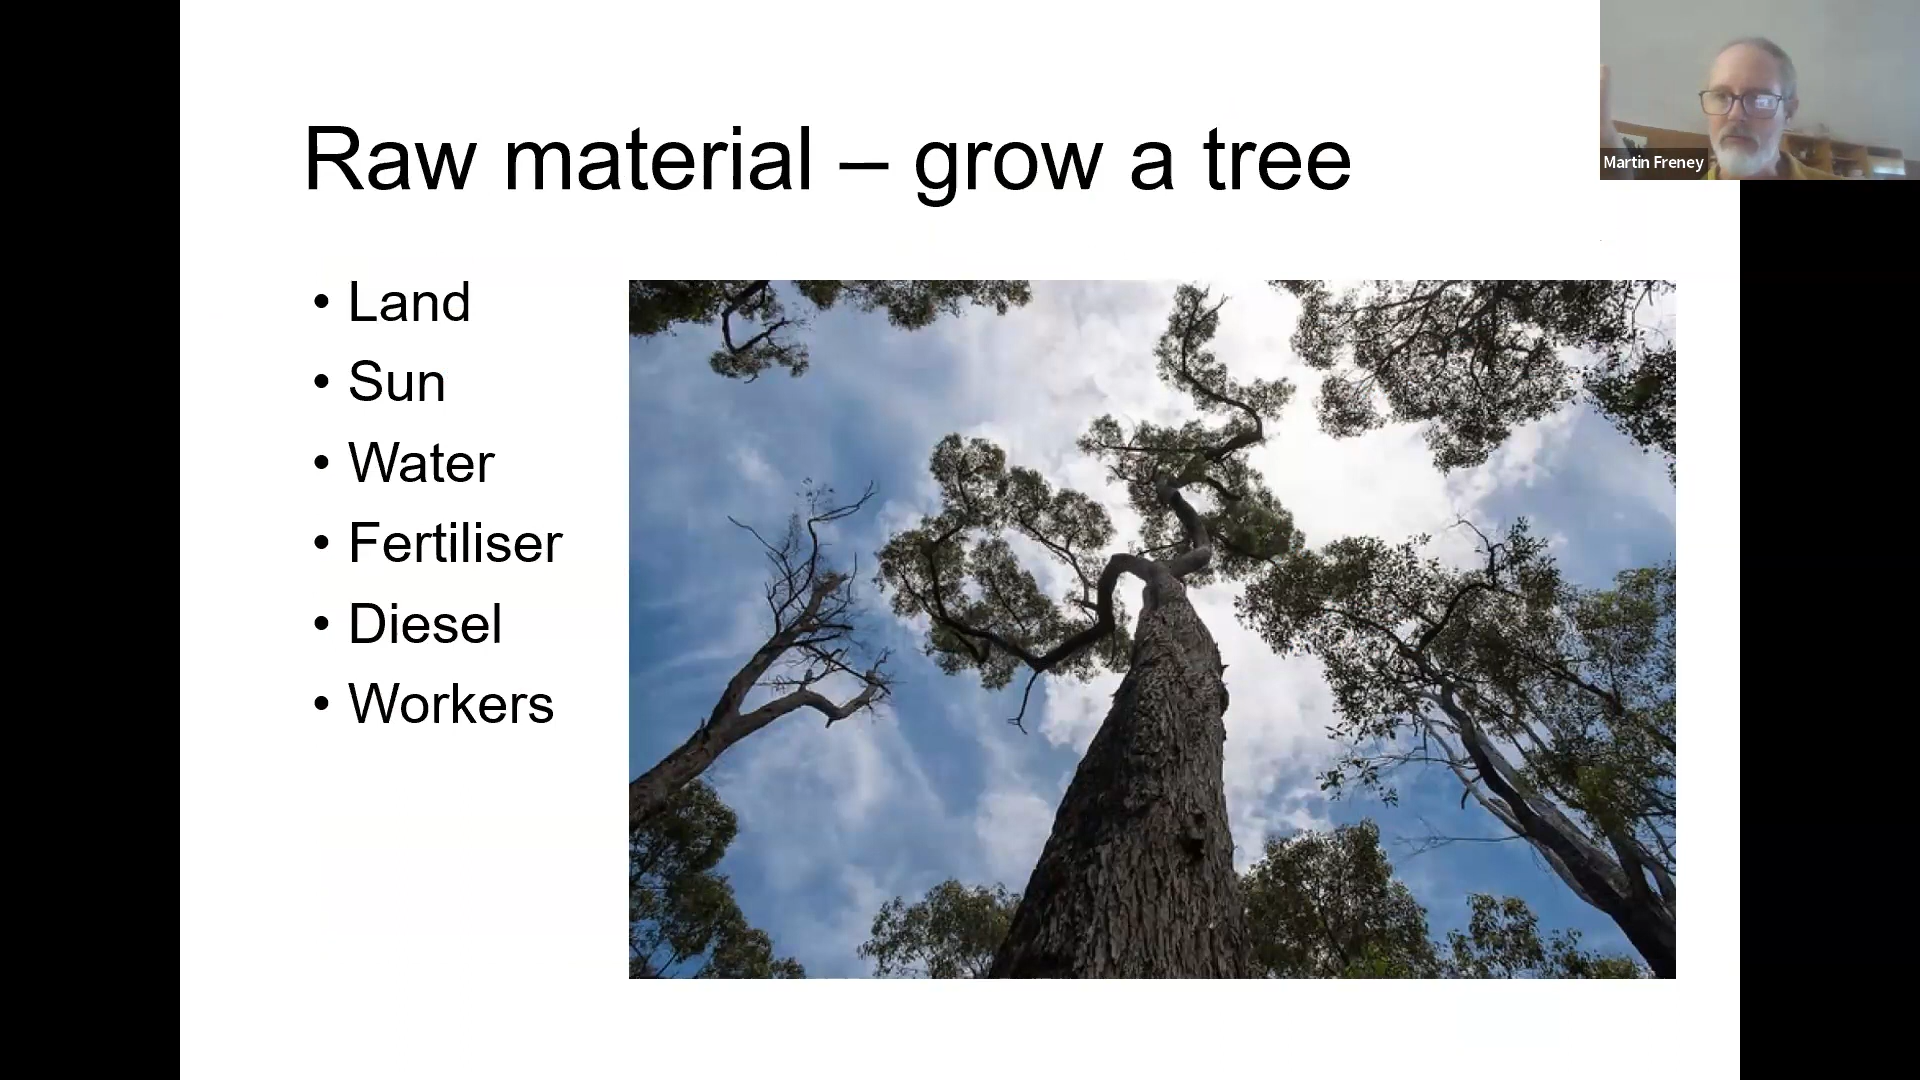 Raw material – grow a tree
• Land
• Sun
• Water
• Fertiliser
• Diesel
• Workers
Martin Freney